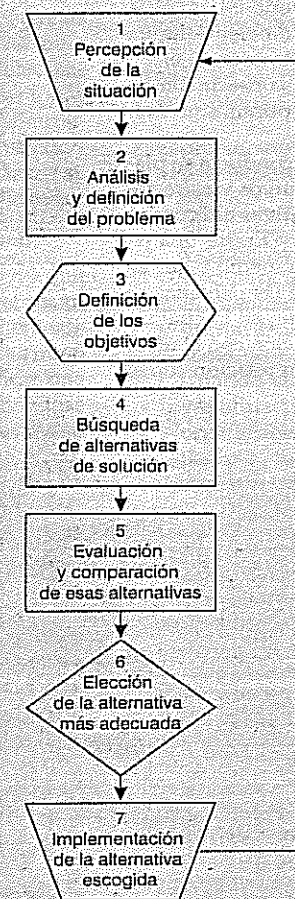 1
Percepción
de la
situación
2
Análisis
y definición
del problema
3
Definición
de los
objetivos
4
Búsqueda
de alternativas
de solución
5
Evaluación
y comparación
de esas alternativas
6
Elección
de la alternativa
más adecuada
7
Implementación
de la alternativa
escogida